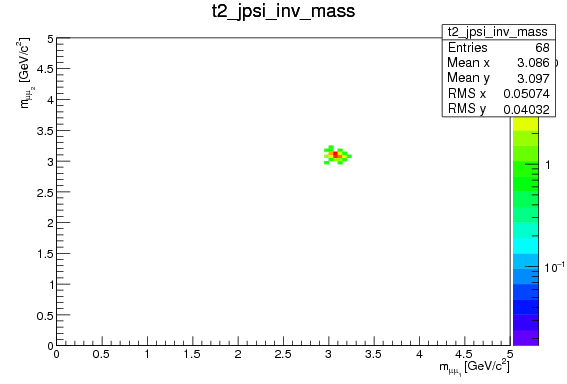 t2_jpsi_inv_mass
t2_jpsi_inv_mass
Entries 68
Mean x 3.086
Mean y 3.097
RMS x 0.05074
RMS y 0.04032
m_{μμ_2} [GeV/c²]
5
4.5
4
3.5
3
2.5
2
1.5
1
0.5
0
1
10⁻¹
0 0.5 1 1.5 2 2.5 3 3.5 4 4.5 5
m_{μμ_1} [GeV/c²]